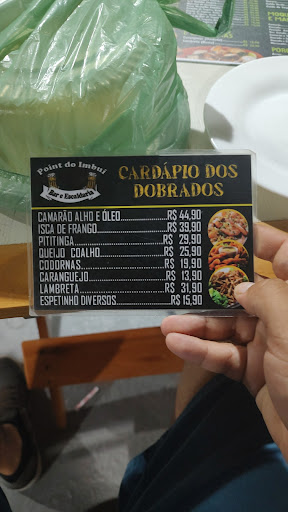 Point do Imbuí
Bar e Escaldaria
CARDÁPIO DOS
DOBRADOS
CAMARÃO ALHO E ÓLEO R$ 44,90
ISCA DE FRANGO R$ 39,90
PITITINGA R$ 29,90
QUEIJO COALHO R$ 25,90
CODORNAS R$ 19,90
CARANGUEJO R$ 13,90
LAMBRETA R$ 31,90
ESPETINHO DIVERSOS R$ 15,90